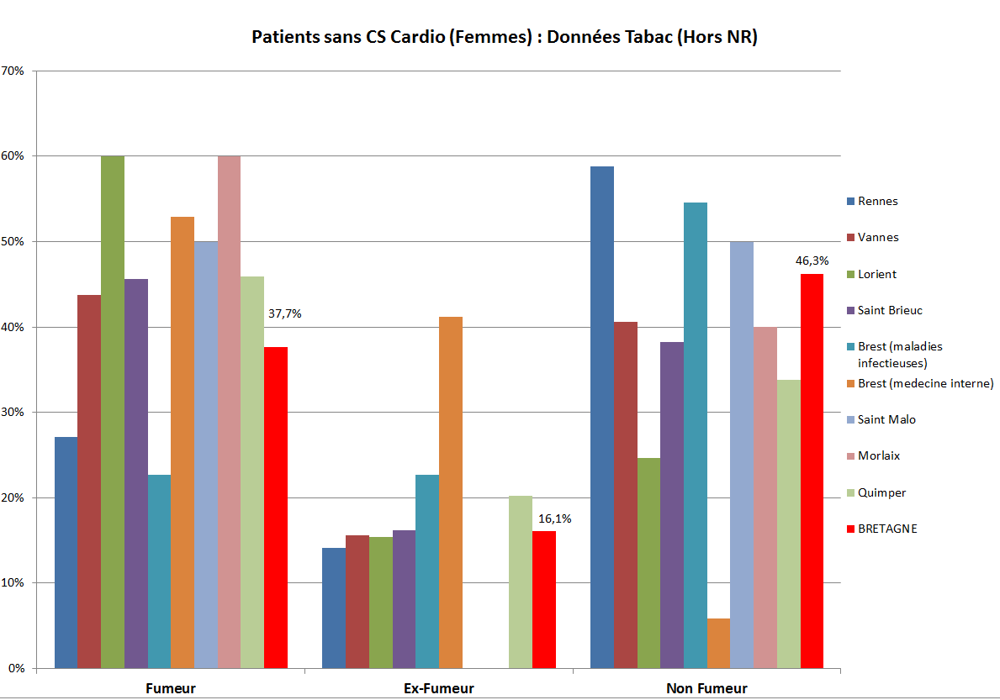 Patients sans CS Cardio (Femmes) : Données Tabac (Hors NR)
70%
60%
50%
40%
30%
20%
10%
0%
37,7%
16,1%
46,3%
Fumeur
Ex-Fumeur
Non Fumeur
Rennes
Vannes
Lorient
Saint Brieuc
Brest (maladies
infectieuses)
Brest (medecine interne)
Saint Malo
Morlaix
Quimper
BRETAGNE